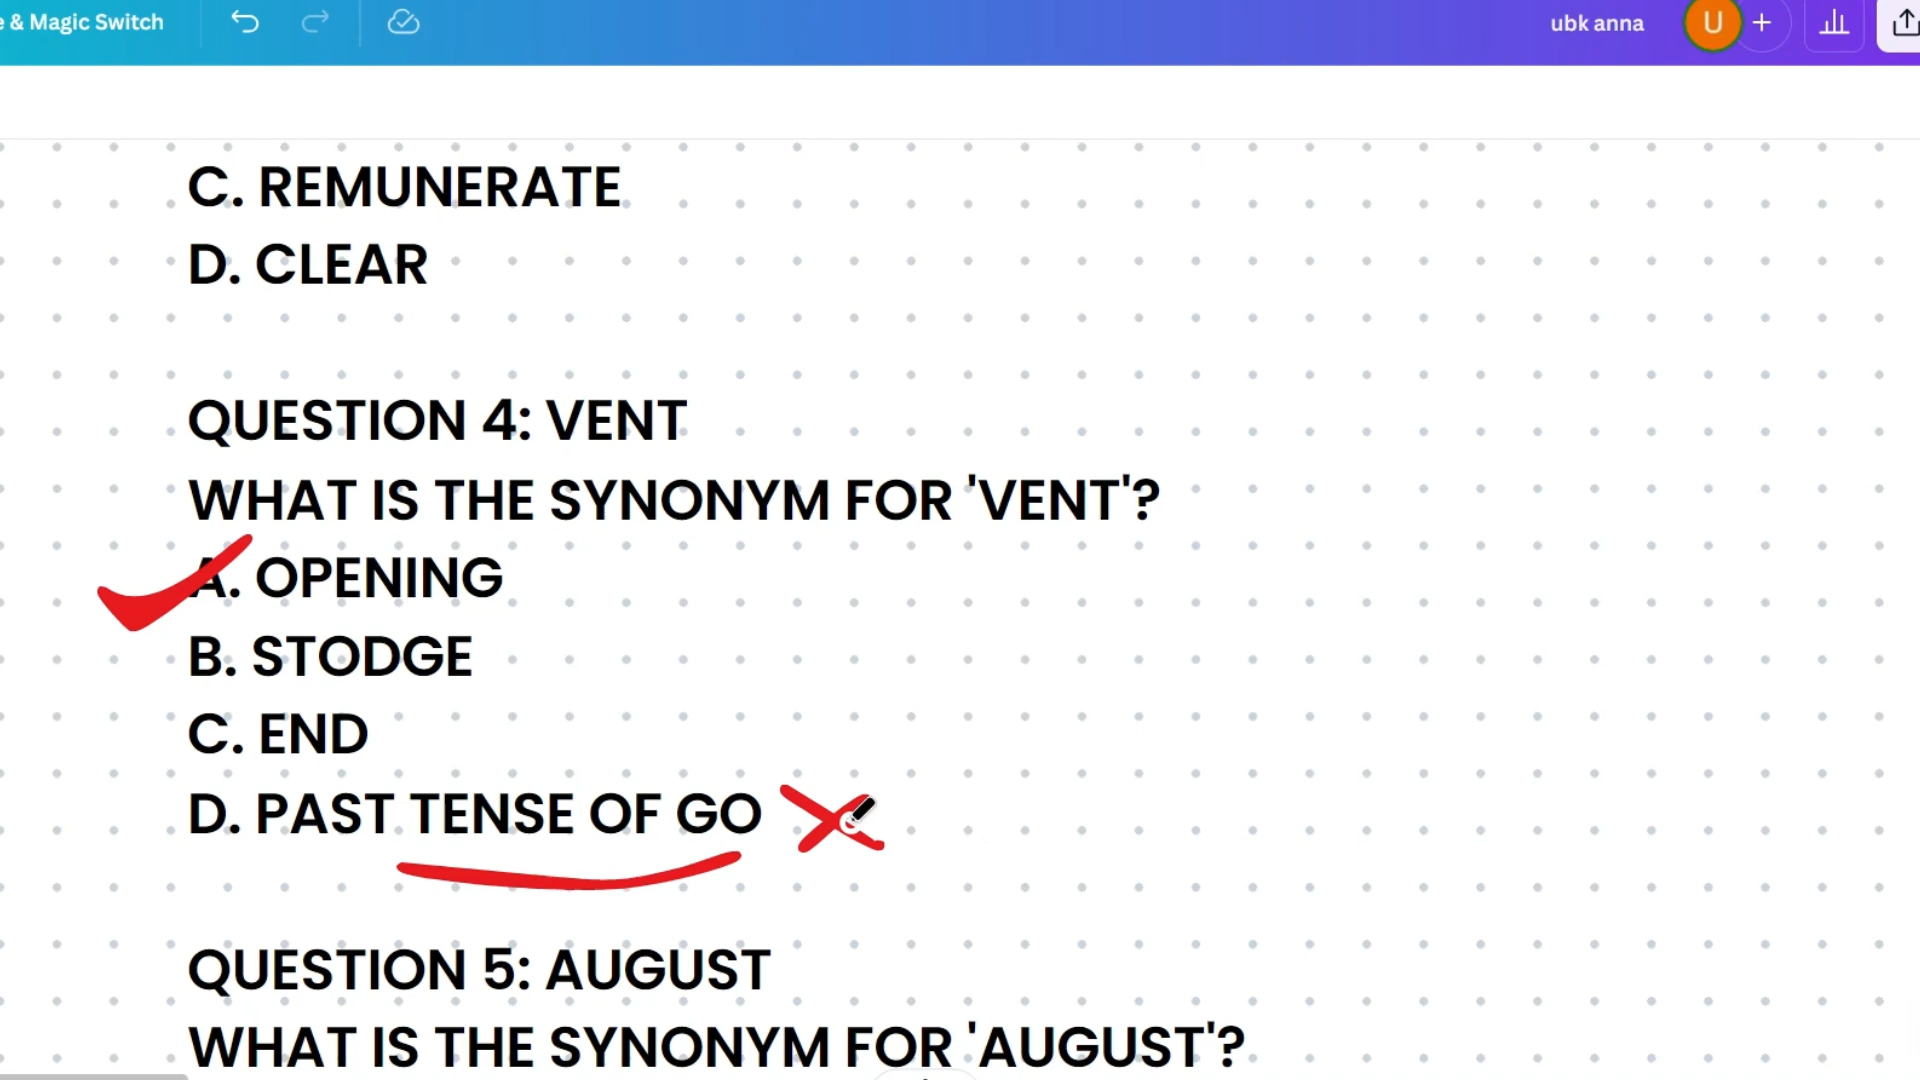 & Magic Switch
ubk anna
U
C. REMUNERATE
D. CLEAR
QUESTION 4: VENT
WHAT IS THE SYNONYM FOR 'VENT'?
A. OPENING
B. STODGE
C. END
D. PAST TENSE OF GO
QUESTION 5: AUGUST
WHAT IS THE SYNONYM FOR 'AUGUST'?